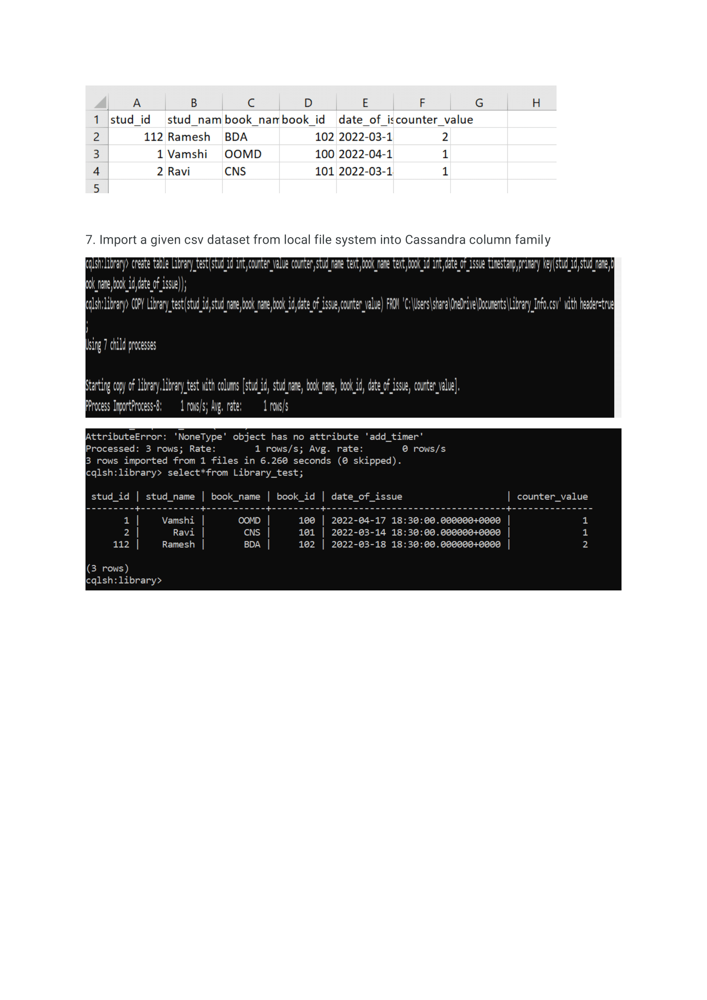 A B C D E F G H
1 stud_id stud_nam book_nam book_id date_of_is counter_value
2 112 Ramesh BDA 102 2022-03-1 2
3 1 Vamshi OOMD 100 2022-04-1 1
4 2 Ravi CNS 101 2022-03-1 1
5
7. Import a given csv dataset from local file system into Cassandra column family
cqlsh:library> create table Library_test(stud_id int,counter_value counter,stud_name text,book_name text,book_id int,date_of_issue timestamp,primary key(stud_id,stud_name,b
ook_name,book_id,date_of_issue));
cqlsh:library> COPY Library_test(stud_id,stud_name,book_name,book_id,date_of_issue,counter_value) FROM 'C:\Users\shara\OneDrive\Documents\Library_Info.csv' with header=true
;
Using 7 child processes
Starting copy of library.library_test with columns [stud_id, stud_name, book_name, book_id, date_of_issue, counter_value].
PProcess ImportProcess-8: 1 rows/s; Avg. rate: 1 rows/s
AttributeError: 'NoneType' object has no attribute 'add_timer'
Processed: 3 rows; Rate: 1 rows/s; Avg. rate: 0 rows/s
3 rows imported from 1 files in 6.260 seconds (0 skipped).
cqlsh:library> select*from Library_test;
stud_id | stud_name | book_name | book_id | date_of_issue | counter_value
---------+-----------+-----------+---------+---------------------------------+---------------
1 | Vamshi | OOMD | 100 | 2022-04-17 18:30:00.000000+0000 | 1
2 | Ravi | CNS | 101 | 2022-03-14 18:30:00.000000+0000 | 1
112 | Ramesh | BDA | 102 | 2022-03-18 18:30:00.000000+0000 | 2
(3 rows)
cqlsh:library>